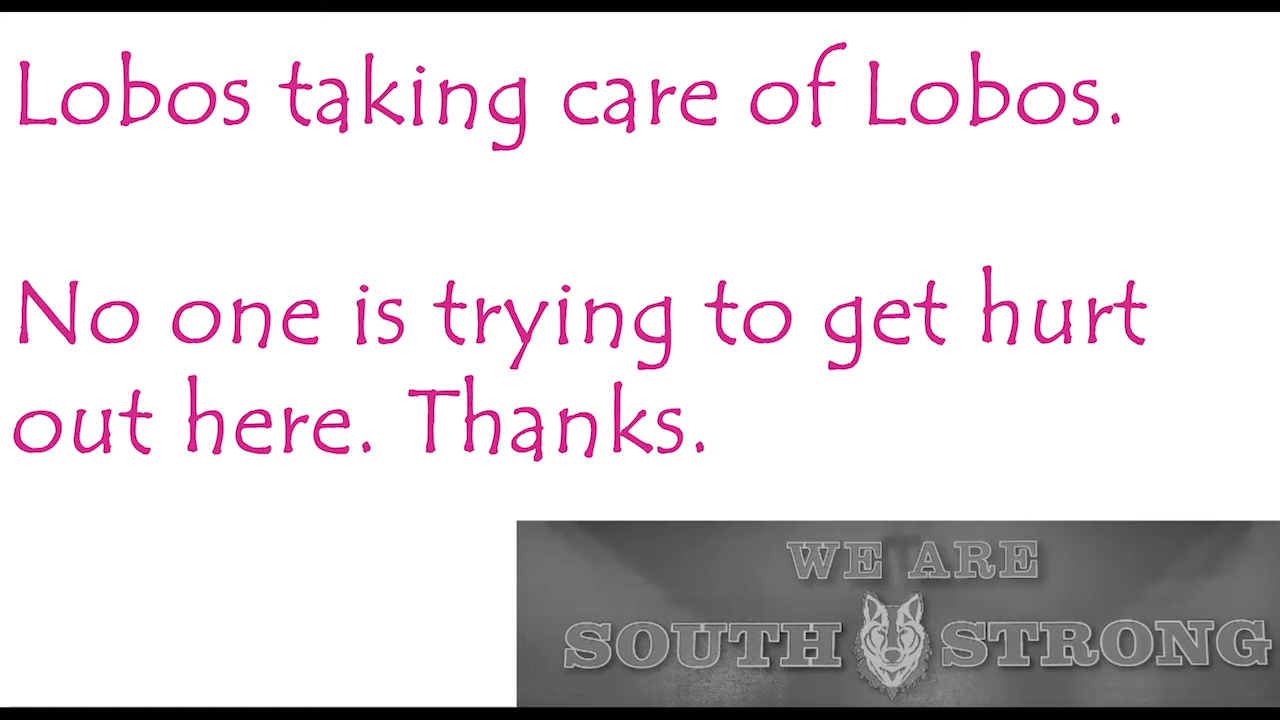 Lobos taking care of Lobos.
No one is trying to get hurt
out here. Thanks.
WE ARE
SOUTH STRONG